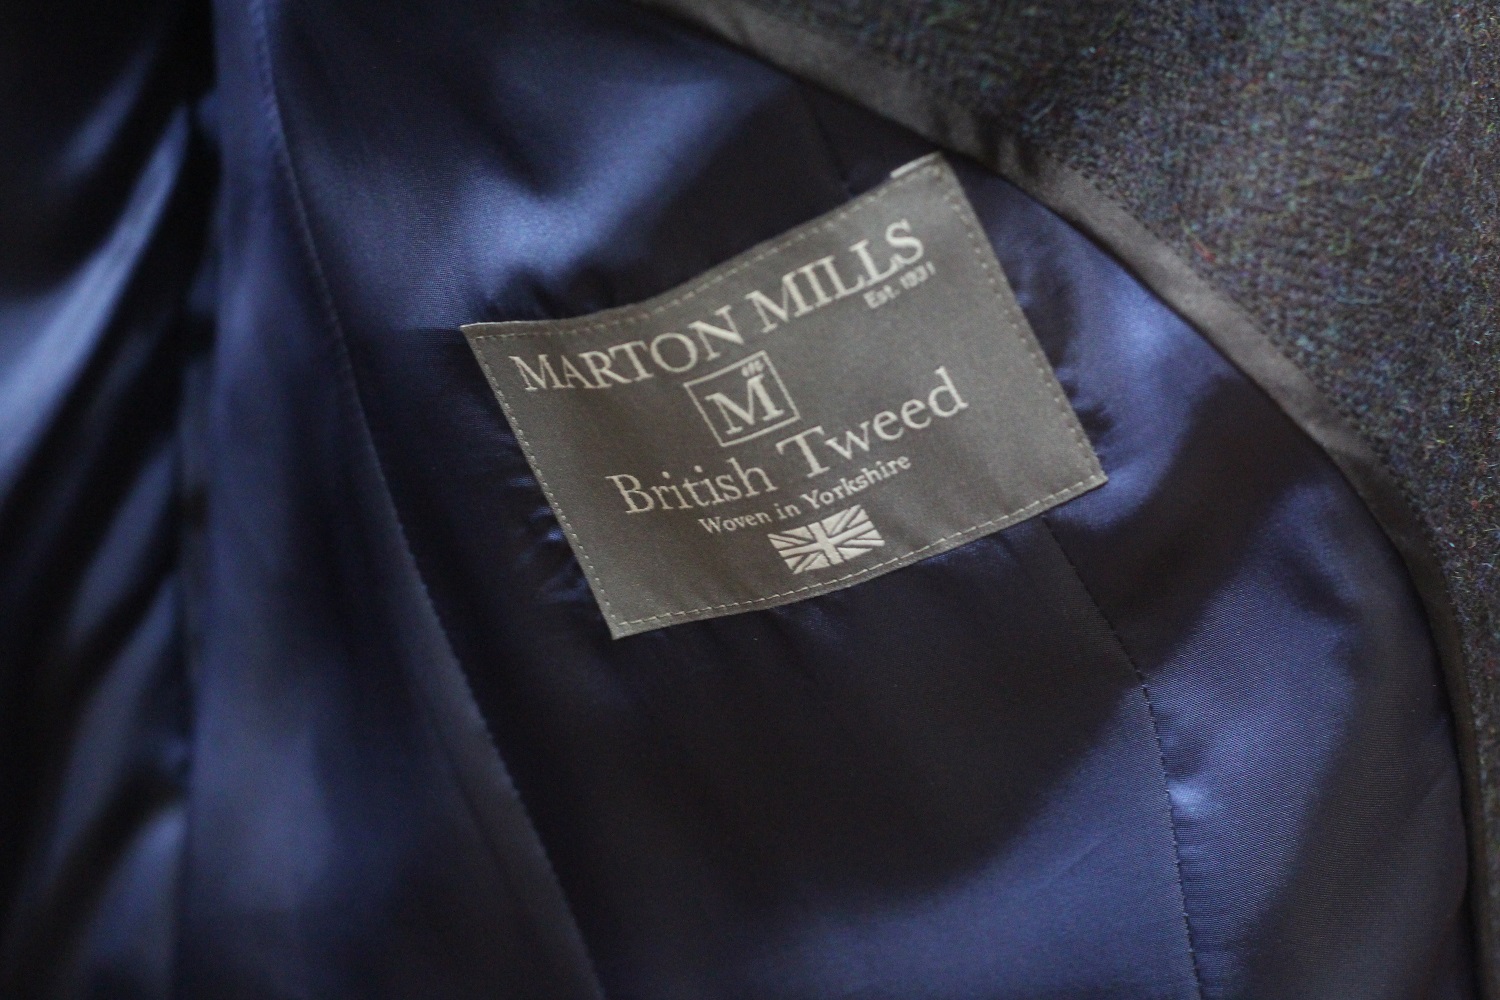 MARTON MILLS
Est. 1931
M
British Tweed
Woven in Yorkshire